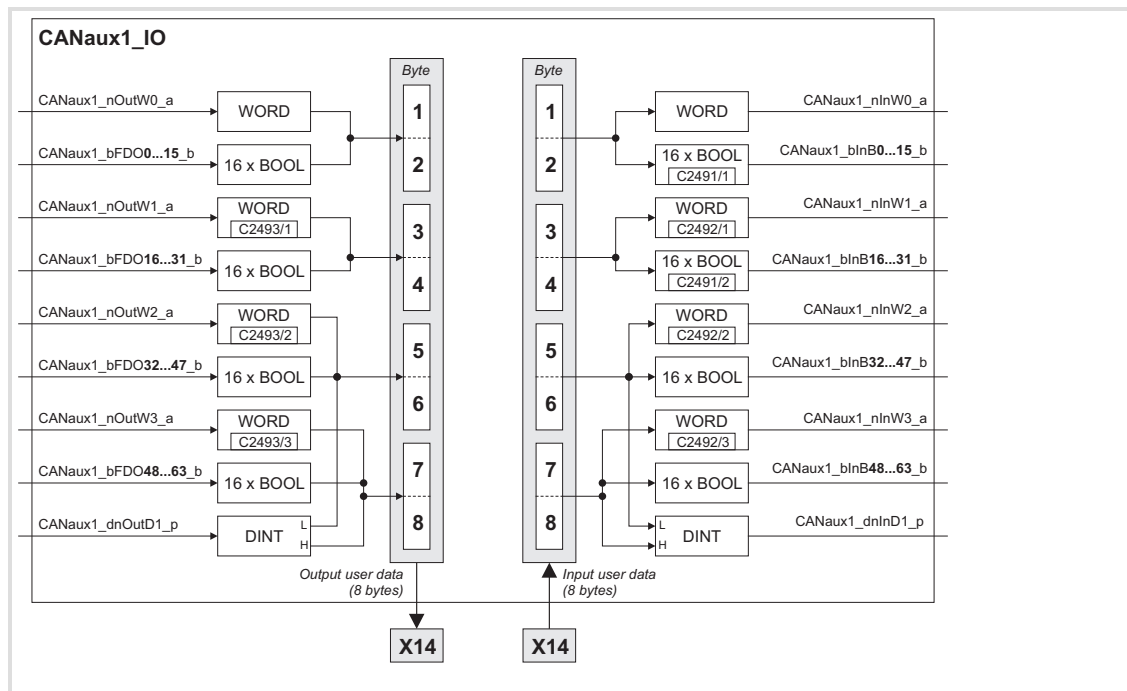 CANaux1_IO
Byte
Byte
CANaux1_nOutW0_a
WORD
1
1
WORD
CANaux1_nInW0_a
CANaux1_bFDO0...15_b
16 x BOOL
2
2
16 x BOOL
C2491/1
CANaux1_bInB0...15_b
CANaux1_nOutW1_a
WORD
C2493/1
3
3
WORD
C2492/1
CANaux1_nInW1_a
CANaux1_bFDO16...31_b
16 x BOOL
4
4
16 x BOOL
C2491/2
CANaux1_bInB16...31_b
CANaux1_nOutW2_a
WORD
C2493/2
5
5
WORD
C2492/2
CANaux1_nInW2_a
CANaux1_bFDO32...47_b
16 x BOOL
6
6
16 x BOOL
CANaux1_bInB32...47_b
CANaux1_nOutW3_a
WORD
C2493/3
7
7
WORD
C2492/3
CANaux1_nInW3_a
CANaux1_bFDO48...63_b
16 x BOOL
8
8
16 x BOOL
CANaux1_bInB48...63_b
CANaux1_dnOutD1_p
DINT
L
H
L
H
DINT
CANaux1_dnInD1_p
Output user data
(8 bytes)
Input user data
(8 bytes)
X14
X14